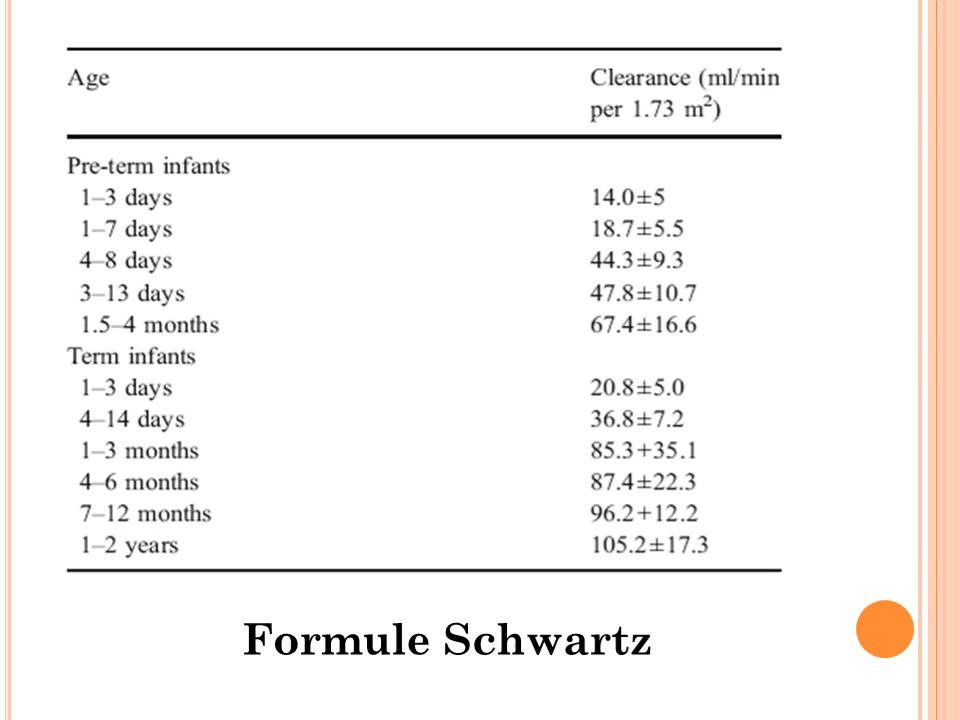 Age Clearance (ml/min
per 1.73 m²)
Pre-term infants
1–3 days 14.0±5
1–7 days 18.7±5.5
4–8 days 44.3±9.3
3–13 days 47.8±10.7
1.5–4 months 67.4±16.6
Term infants
1–3 days 20.8±5.0
4–14 days 36.8±7.2
1–3 months 85.3+35.1
4–6 months 87.4±22.3
7–12 months 96.2+12.2
1–2 years 105.2±17.3
Formule Schwartz